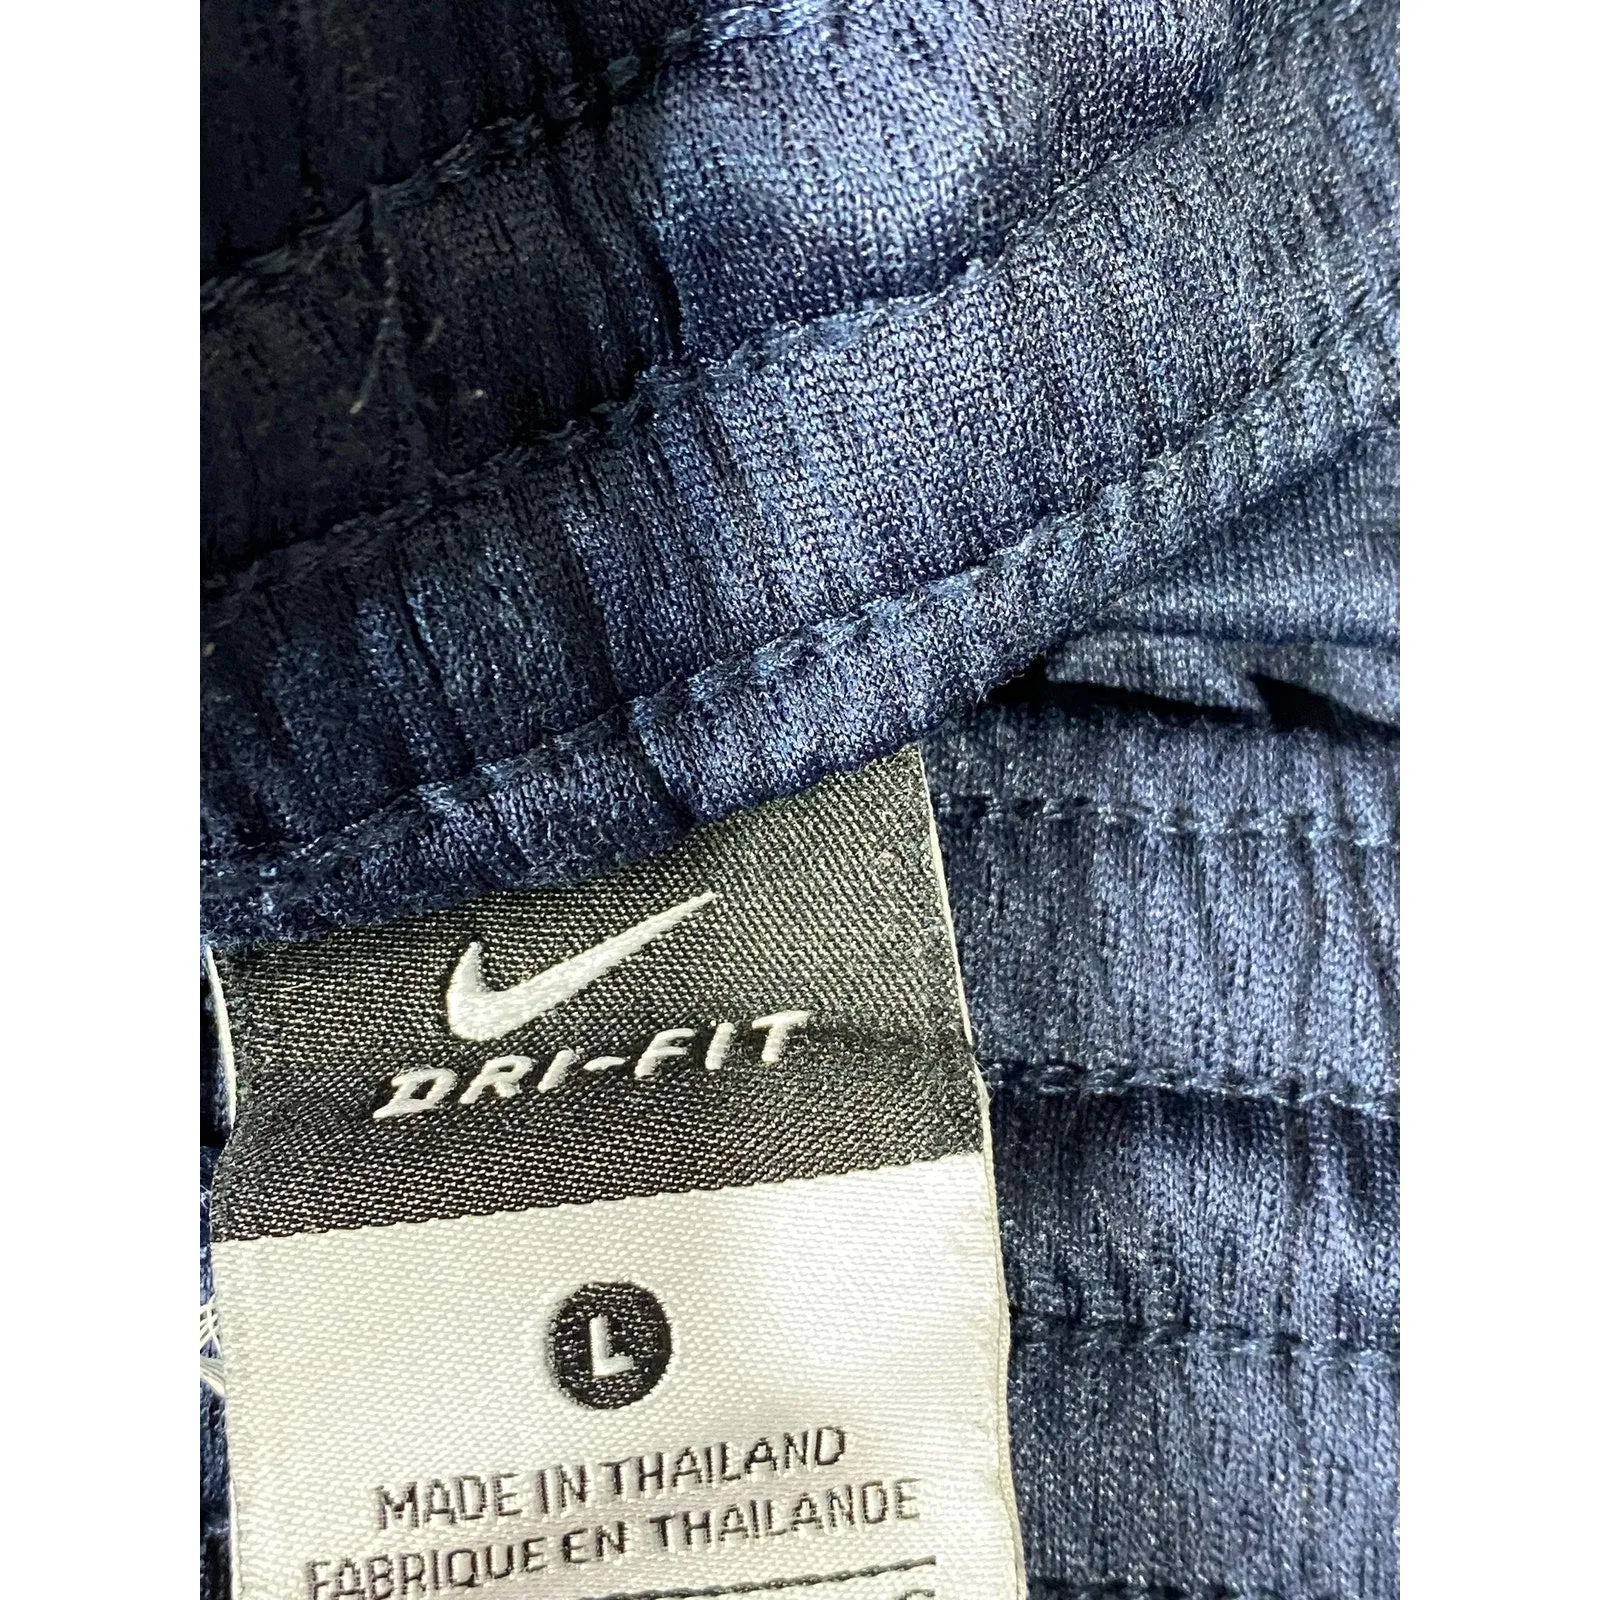 DRI-FIT
L
MADE IN THAILAND
FABRIQUE EN THAILANDE